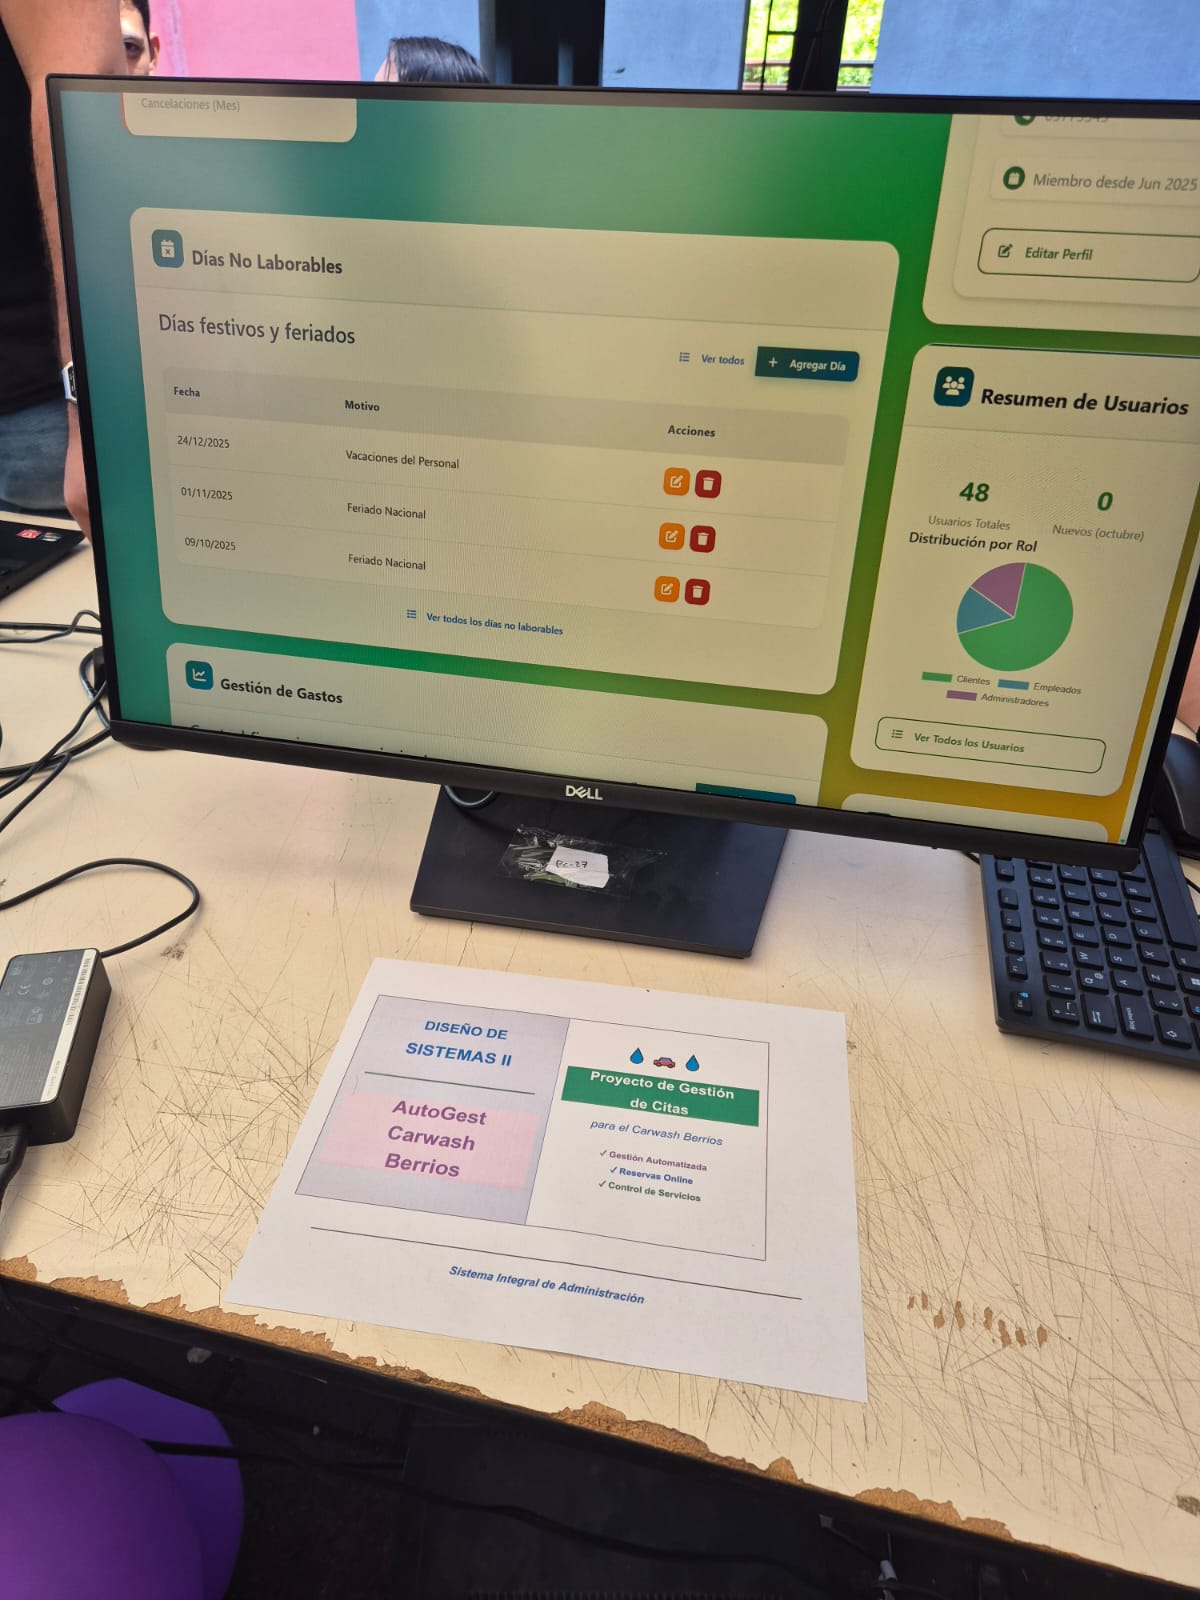 Cancelaciones (Mes)
Miembro desde Jun 2025
Editar Perfil
Días No Laborables
Días festivos y feriados
Ver todos
+ Agregar Día
Fecha
Motivo
Acciones
24/12/2025
Vacaciones del Personal
01/11/2025
Feriado Nacional
09/10/2025
Feriado Nacional
Ver todos los días no laborables
Gestión de Gastos
Resumen de Usuarios
48
Usuarios Totales
0
Nuevos (octubre)
Distribución por Rol
Clientes
Empleados
Administradores
Ver Todos los Usuarios
DELL
PC-27
DISEÑO DE
SISTEMAS II
AutoGest
Carwash
Berrios
Proyecto de Gestión
de Citas
para el Carwash Berrios
✓ Gestión Automatizada
✓ Reservas Online
✓ Control de Servicios
Sistema Integral de Administración